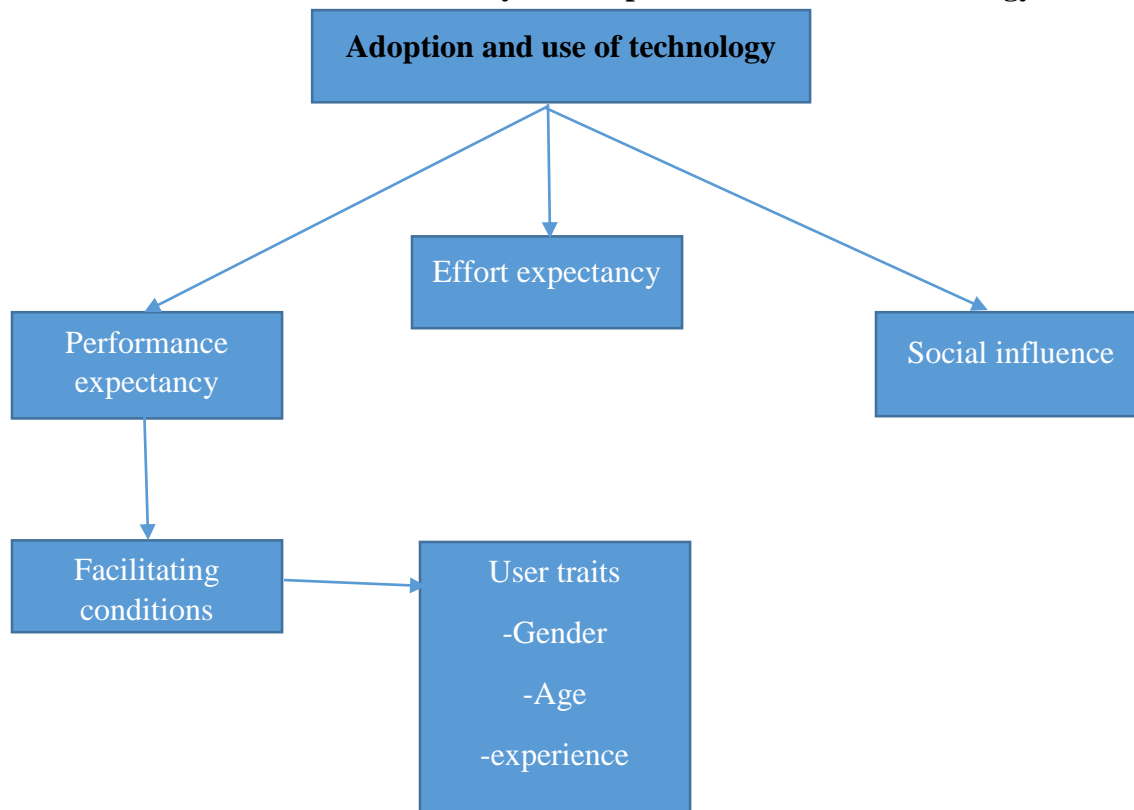 Adoption and use of technology
Effort expectancy
Performance
expectancy
Social influence
Facilitating
conditions
User traits
-Gender
-Age
-experience